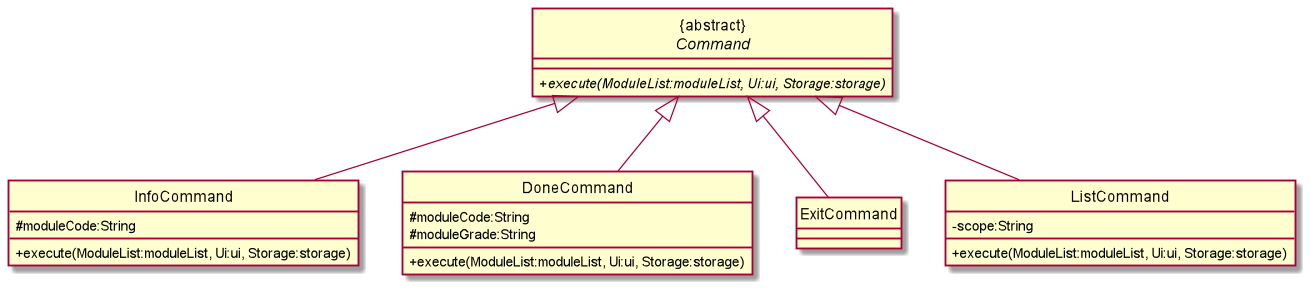 {abstract}
Command
+execute(ModuleList:moduleList, Ui:ui, Storage:storage)
InfoCommand
#moduleCode:String
+execute(ModuleList:moduleList, Ui:ui, Storage:storage)
DoneCommand
#moduleCode:String
#moduleGrade:String
+execute(ModuleList:moduleList, Ui:ui, Storage:storage)
ExitCommand
ListCommand
-scope:String
+execute(ModuleList:moduleList, Ui:ui, Storage:storage)